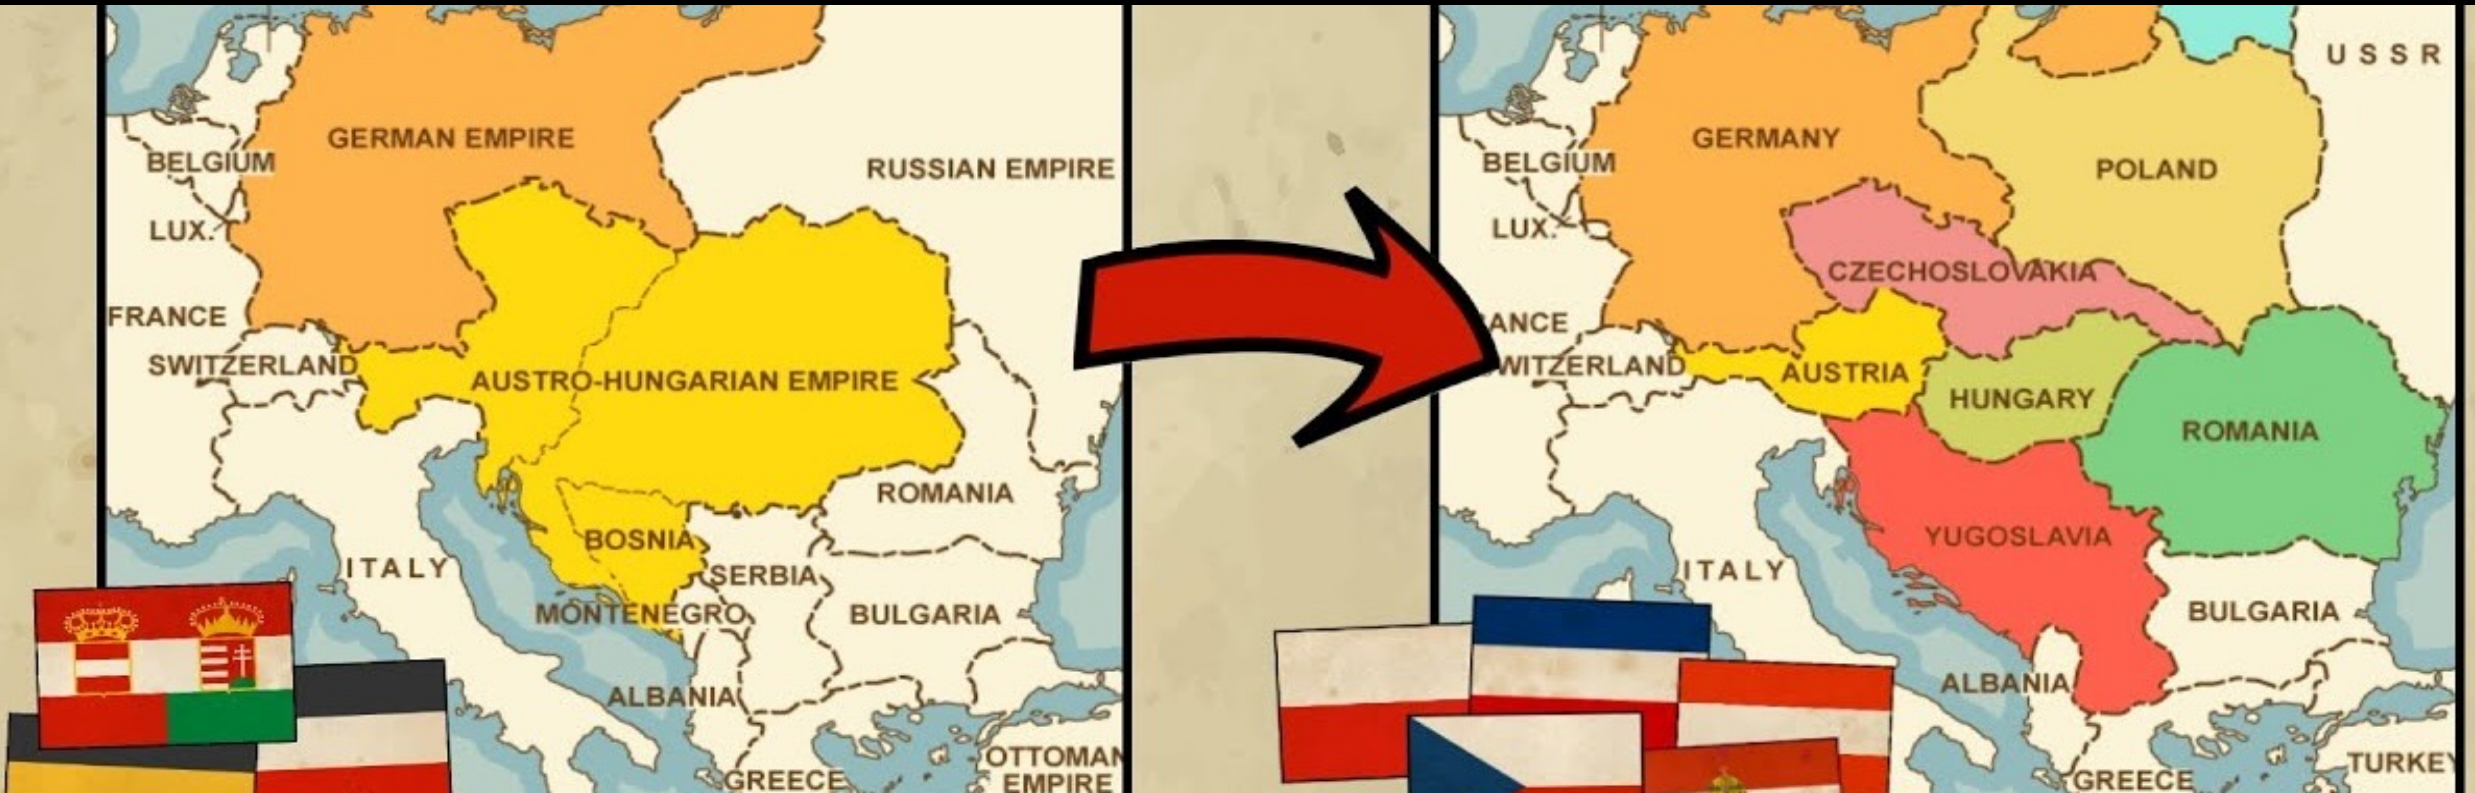 GERMAN EMPIRE
BELGIUM
RUSSIAN EMPIRE
LUX.
FRANCE
SWITZERLAND
AUSTRO-HUNGARIAN EMPIRE
ROMANIA
BOSNIA
ITALY
SERBIA
MONTENEGRO
BULGARIA
ALBANIA
OTTOMAN
EMPIRE
GREECE
USSR
GERMANY
BELGIUM
POLAND
LUX.
CZECHOSLOVAKIA
ANCE
WITZERLAND
AUSTRIA
HUNGARY
ROMANIA
YUGOSLAVIA
ITALY
BULGARIA
ALBANIA
TURKEY
GREECE